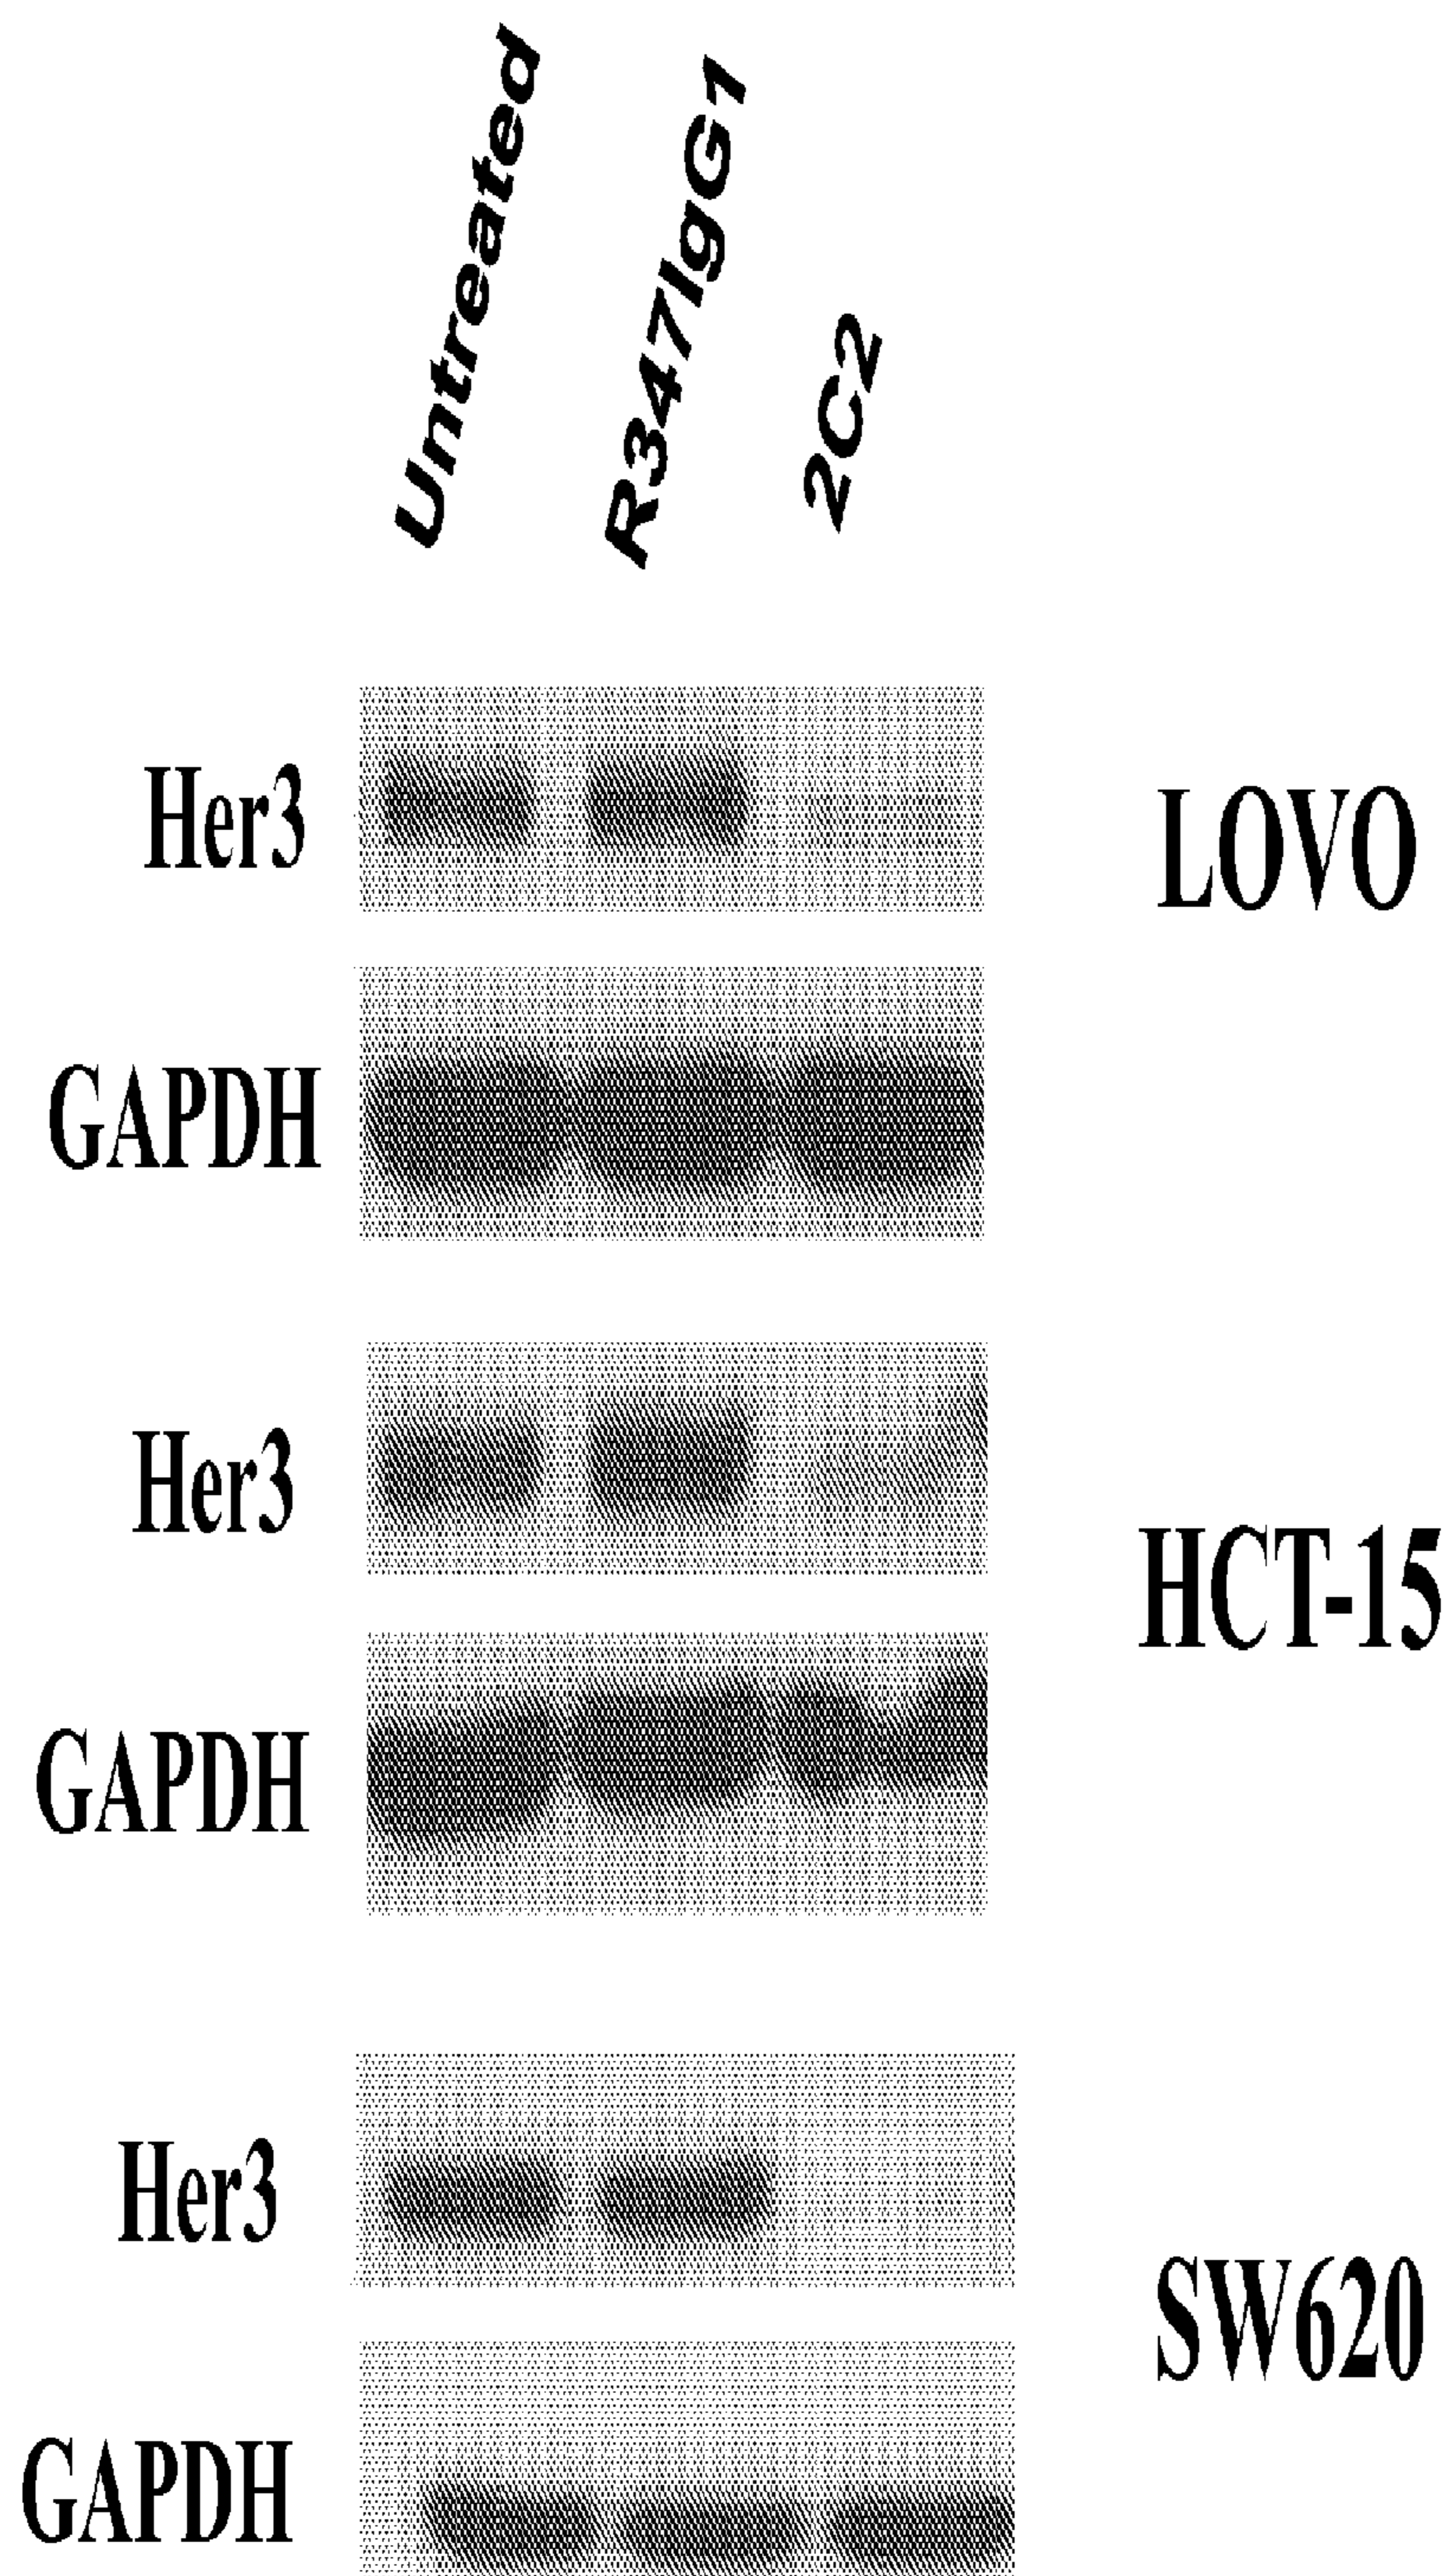 Untreated
R347IgG1
2C2
Her3
LOVO
GAPDH
Her3
HCT-15
GAPDH
Her3
SW620
GAPDH